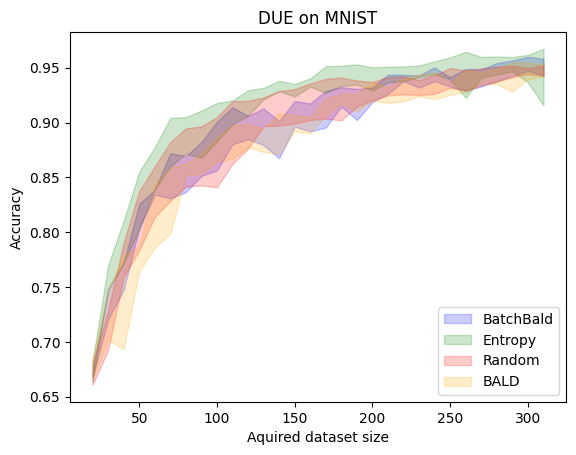 DUE on MNIST
Accuracy
0.95
0.90
0.85
0.80
0.75
0.70
0.65
50
100
150
200
250
300
Aquired dataset size
BatchBald
Entropy
Random
BALD